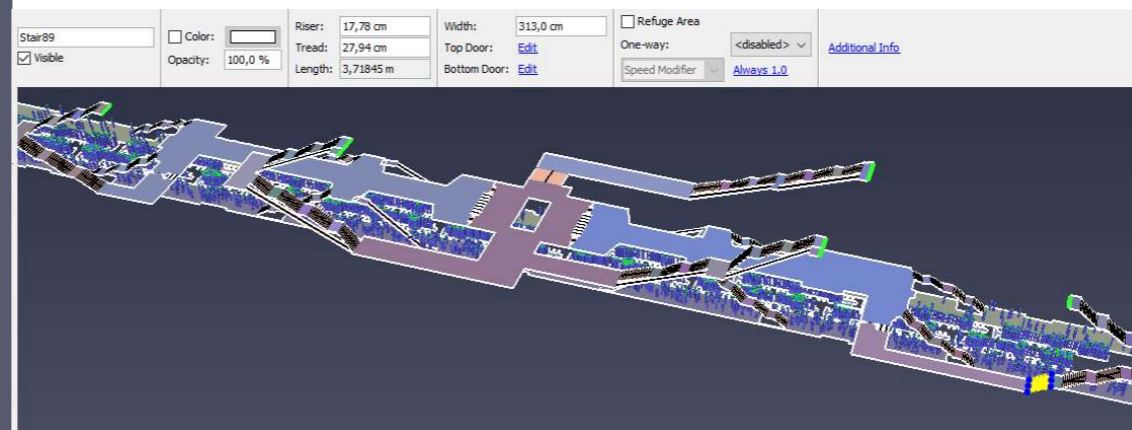 Stair89
Visible
Color:
Opacity: 100,0 %
Riser: 17,78 cm
Tread: 27,94 cm
Length: 3,71845 m
Width: 313,0 cm
Top Door: Edit
Bottom Door: Edit
Refuge Area
One-way: <disabled>
Speed Modifier Always 1.0
Additional Info